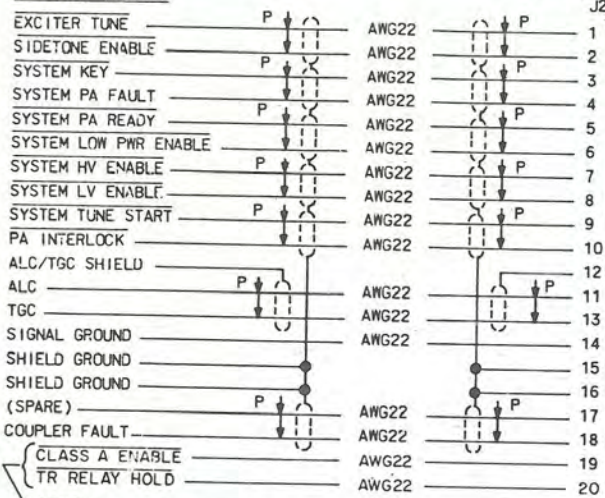 J2
EXCITER TUNE P AWG22 P 1
SIDETONE ENABLE AWG22 2
SYSTEM KEY P AWG22 P 3
SYSTEM PA FAULT AWG22 4
SYSTEM PA READY P AWG22 P 5
SYSTEM LOW PWR ENABLE AWG22 6
SYSTEM HV ENABLE P AWG22 P 7
SYSTEM LV ENABLE AWG22 8
SYSTEM TUNE START P AWG22 P 9
PA INTERLOCK AWG22 10
ALC/TGC SHIELD 12
ALC P AWG22 P 11
TGC AWG22 13
SIGNAL GROUND AWG22 14
SHIELD GROUND 15
SHIELD GROUND 16
(SPARE) P AWG22 P 17
COUPLER FAULT AWG22 18
CLASS A ENABLE AWG22 19
TR RELAY HOLD AWG22 20